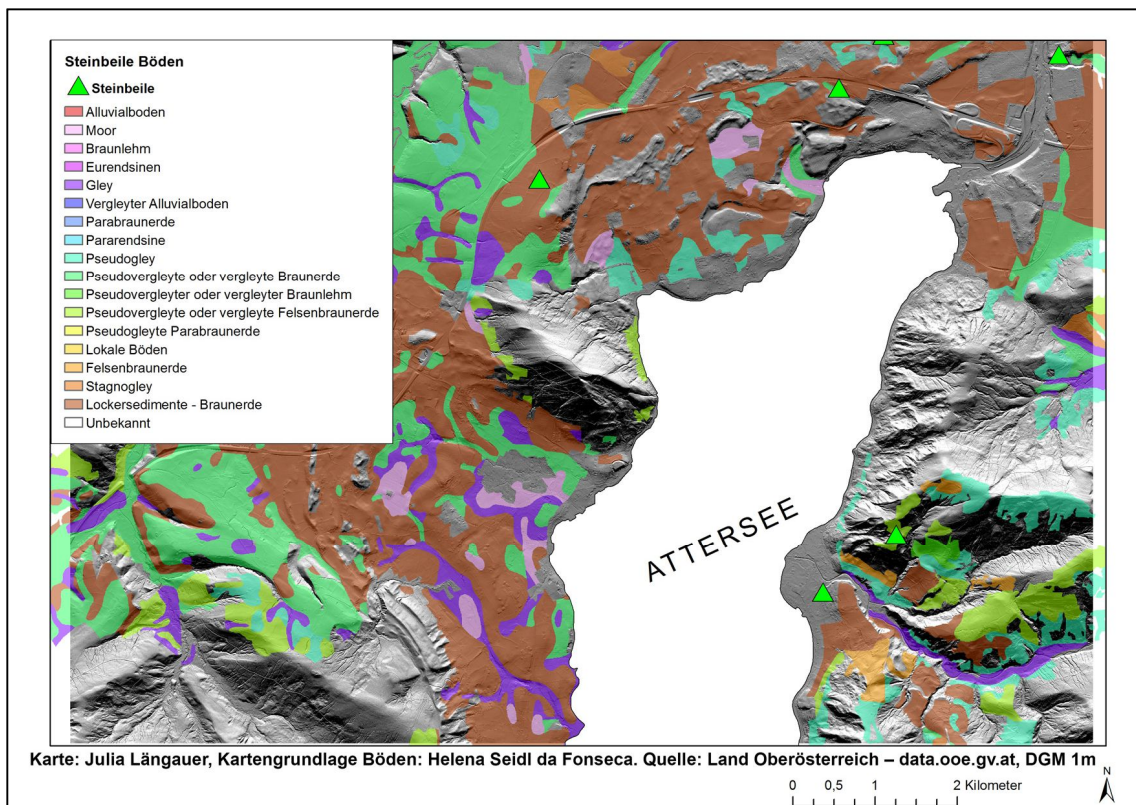 Steinbeile Böden
Steinbeile
Alluvialboden
Moor
Braunlehm
Eurendsinen
Gley
Vergleyter Alluvialboden
Parabraunerde
Pararendsine
Pseudogley
Pseudovergleyte oder vergleyte Braunerde
Pseudovergleyter oder vergleyter Braunlehm
Pseudovergleyte oder vergleyte Felsenbraunerde
Pseudogleyte Parabraunerde
Lokale Böden
Felsenbraunerde
Stagnogley
Lockersedimente - Braunerde
Unbekannt
ATTERSEE
Karte: Julia Längauer, Kartengrundlage Böden: Helena Seidl da Fonseca. Quelle: Land Oberösterreich – data.ooe.gv.at, DGM 1m
0 0,5 1 2 Kilometer
N